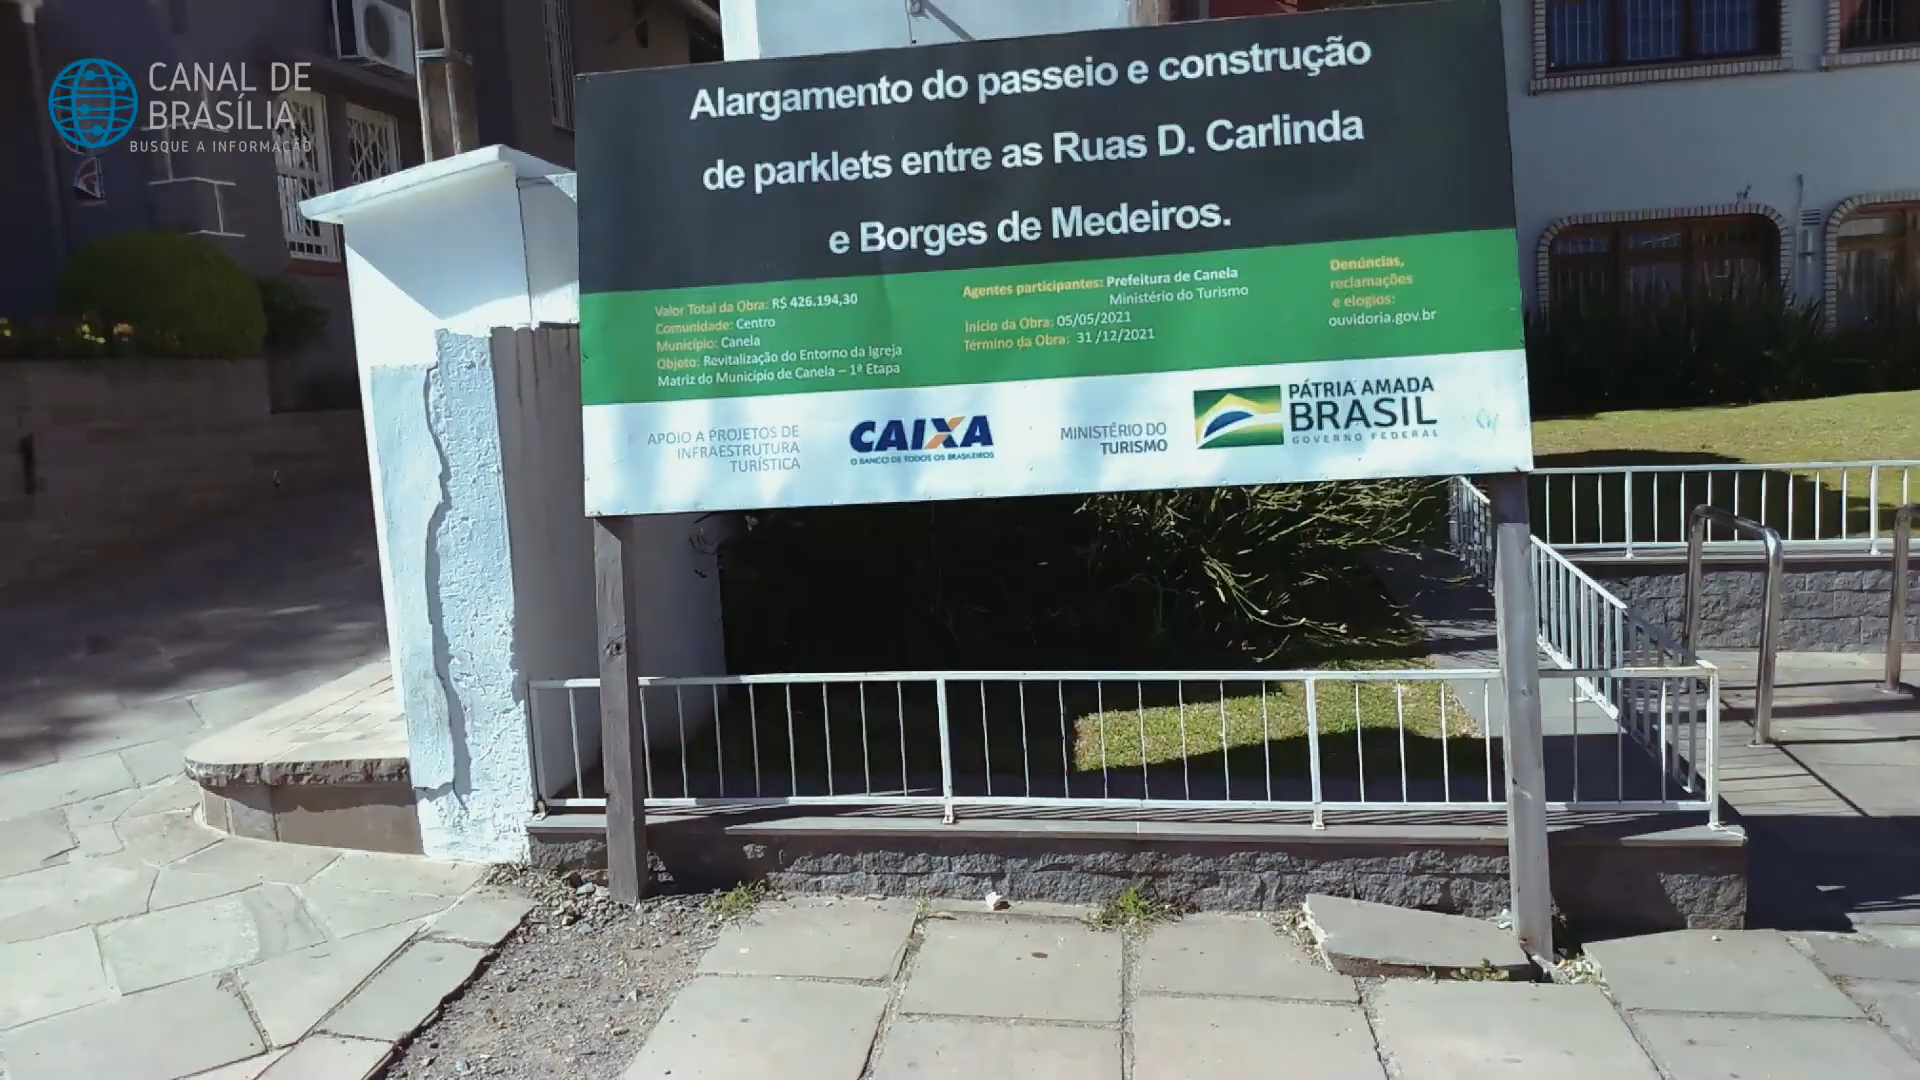 CANAL DE
BRASÍLIA
BUSQUE A INFORMAÇÃO
Alargamento do passeio e construção
de parklets entre as Ruas D. Carlinda
e Borges de Medeiros.
Valor Total da Obra: R$ 426.194,30
Comunidade: Centro
Município: Canela
Objeto: Revitalização do Entorno da Igreja
Matriz do Município de Canela – 1ª Etapa
Agentes participantes: Prefeitura de Canela
Ministério do Turismo
Início da Obra: 05/05/2021
Término da Obra: 31/12/2021
Denúncias,
reclamações
e elogios:
ouvidoria.gov.br
APOIO A PROJETOS DE
INFRAESTRUTURA
TURÍSTICA
CAIXA
O BANCO DE TODOS OS BRASILEIROS
MINISTÉRIO DO
TURISMO
PÁTRIA AMADA
BRASIL
GOVERNO FEDERAL